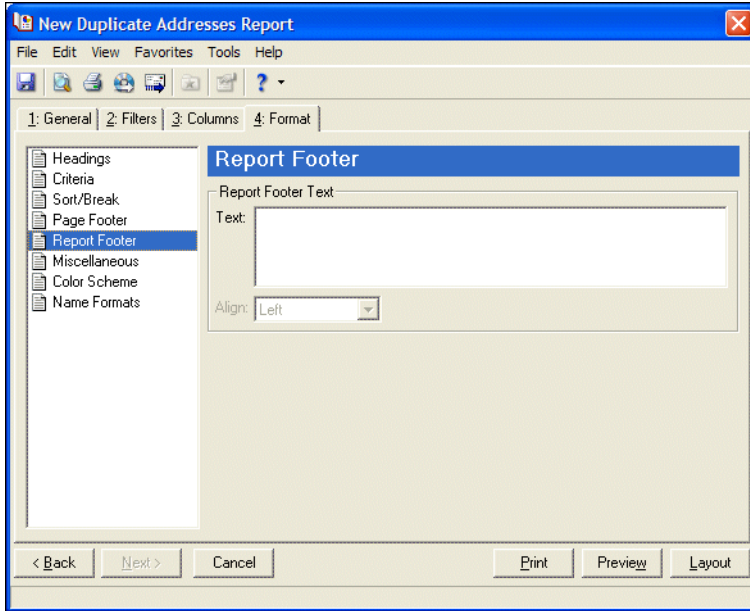 New Duplicate Addresses Report
File Edit View Favorites Tools Help
?
1: General 2: Filters 3: Columns 4: Format
Headings
Criteria
Sort/Break
Page Footer
Report Footer
Miscellaneous
Color Scheme
Name Formats
Report Footer
Report Footer Text
Text:
Align: Left
< Back Next > Cancel Print Preview Layout